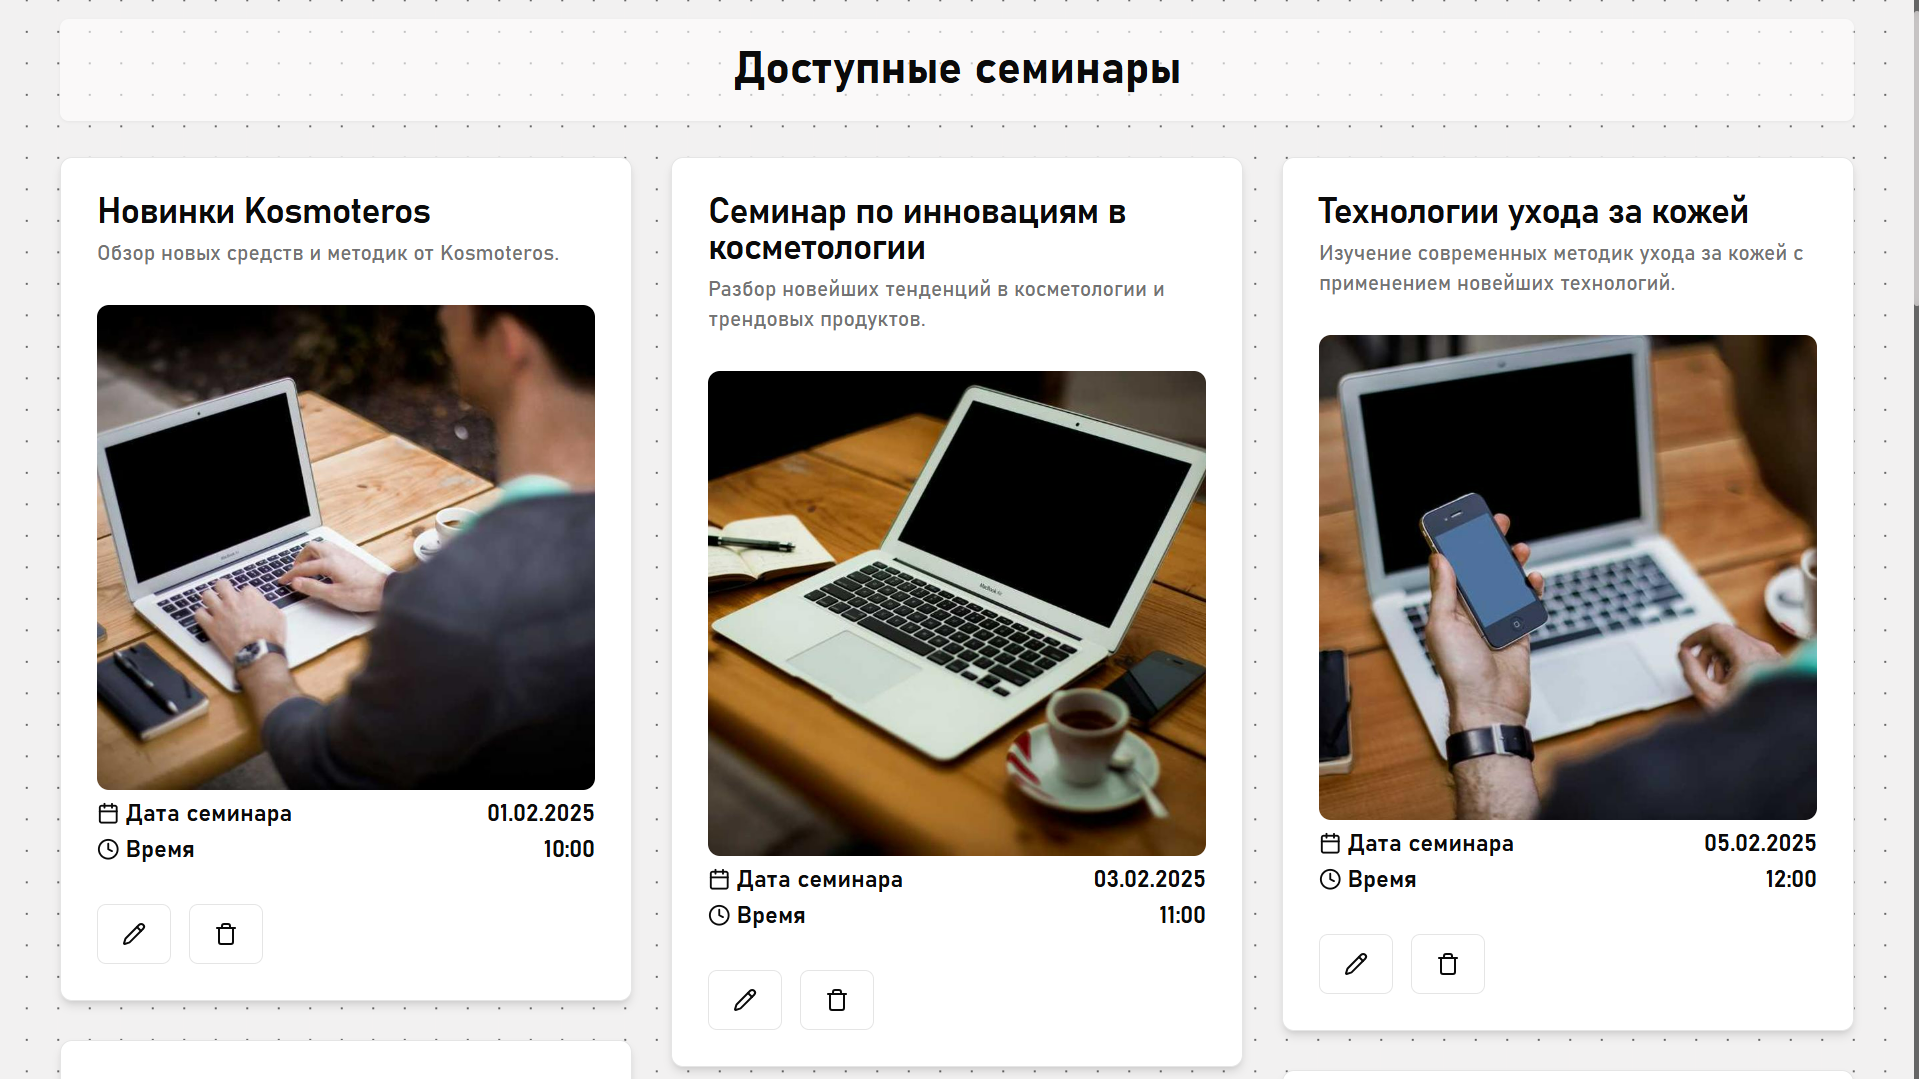 Доступные семинары
Новинки Kosmoteros
Обзор новых средств и методик от Kosmoteros.
Дата семинара 01.02.2025
Время 10:00
Семинар по инновациям в
косметологии
Разбор новейших тенденций в косметологии и
трендовых продуктов.
Дата семинара 03.02.2025
Время 11:00
Технологии ухода за кожей
Изучение современных методик ухода за кожей с
применением новейших технологий.
Дата семинара 05.02.2025
Время 12:00